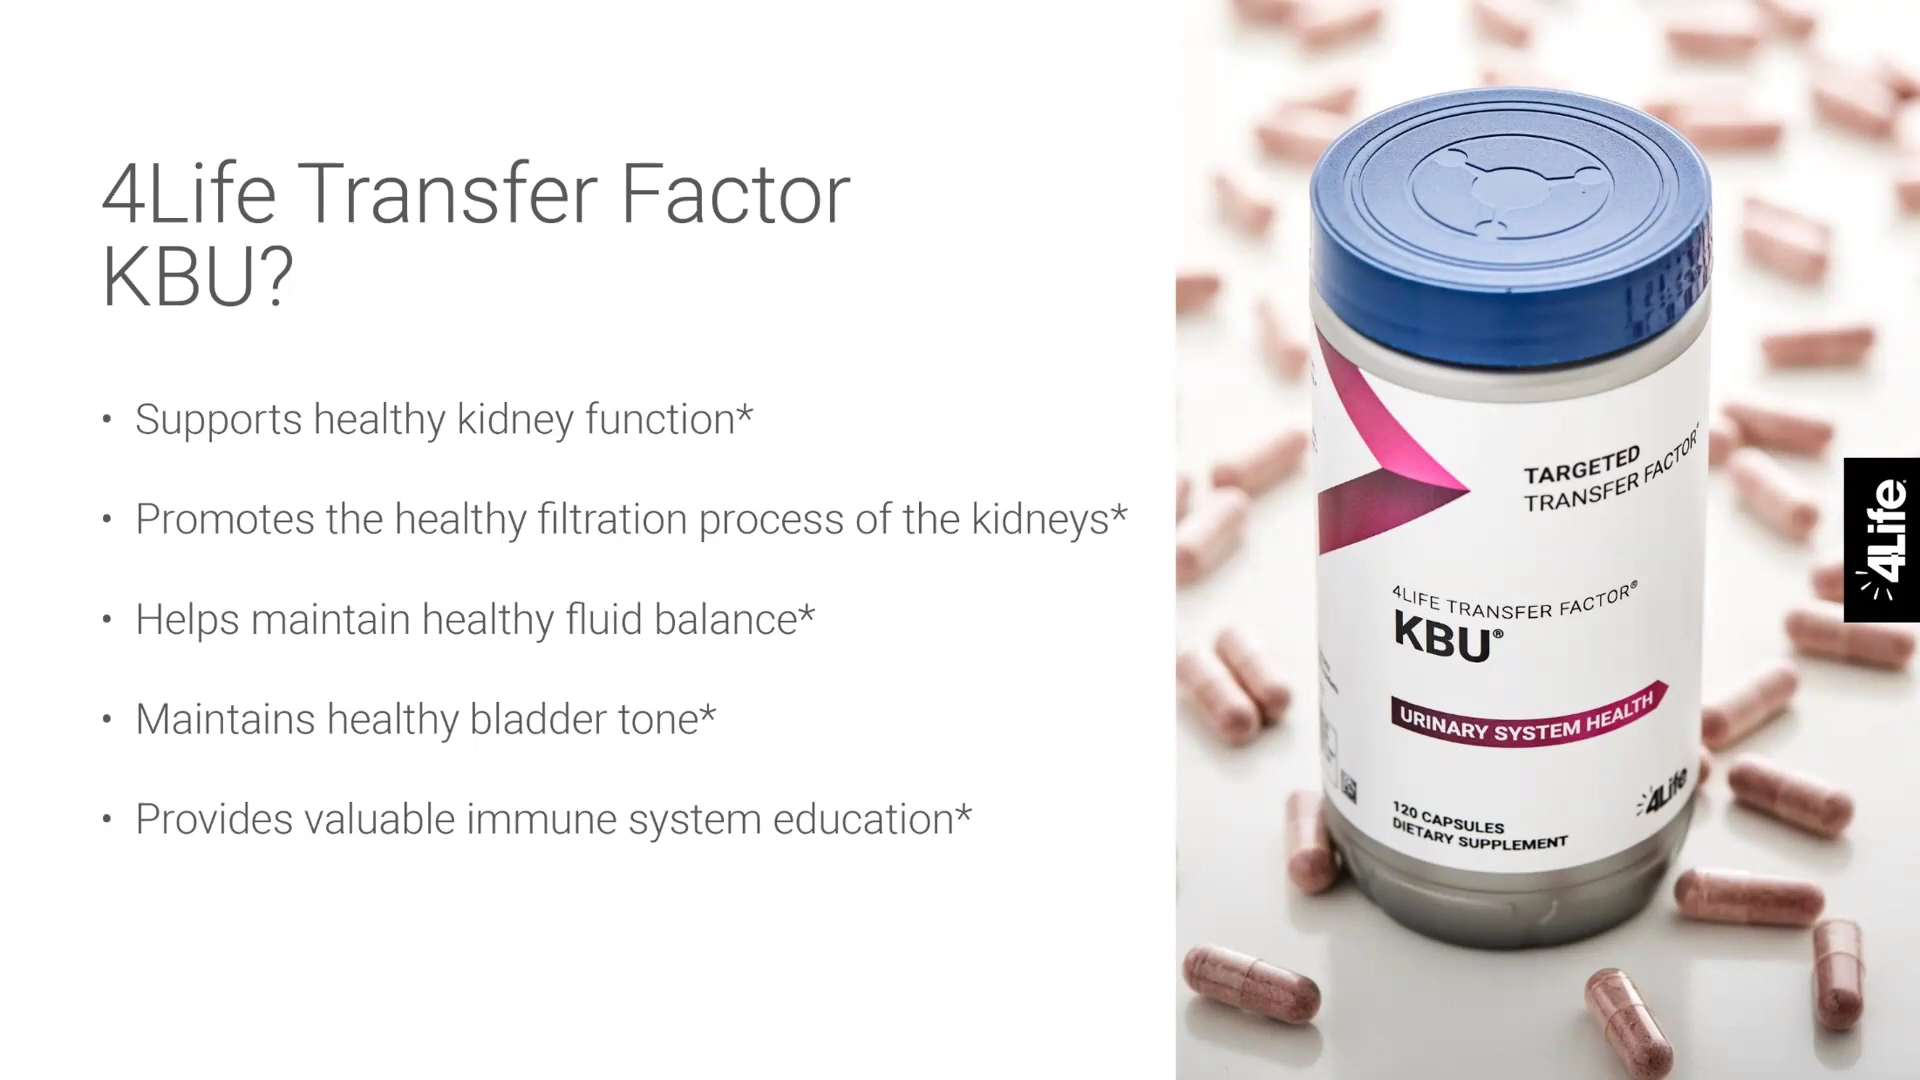 4Life Transfer Factor
KBU?
• Supports healthy kidney function*
• Promotes the healthy filtration process of the kidneys*
• Helps maintain healthy fluid balance*
• Maintains healthy bladder tone*
• Provides valuable immune system education*
TARGETED
TRANSFER FACTOR®
4LIFE TRANSFER FACTOR®
KBU®
URINARY SYSTEM HEALTH
4Life
120 CAPSULES
DIETARY SUPPLEMENT
4Life